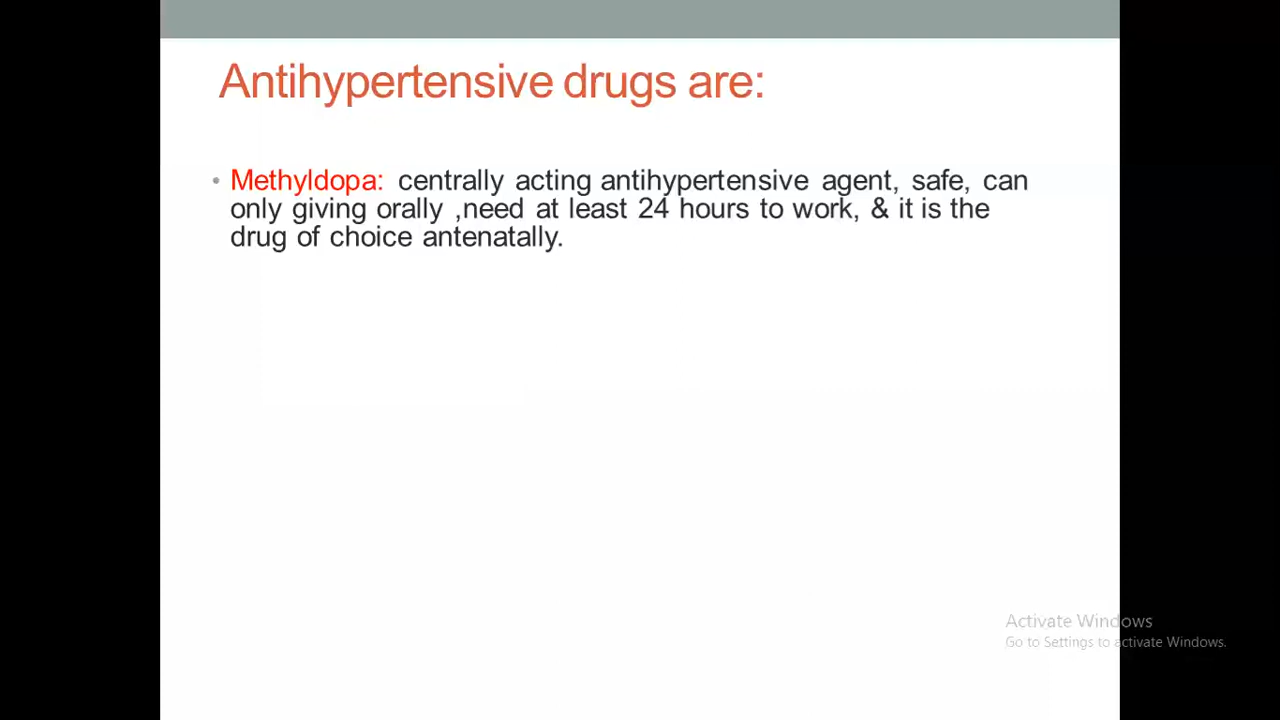 Antihypertensive drugs are:
• Methyldopa: centrally acting antihypertensive agent, safe, can
only giving orally ,need at least 24 hours to work, & it is the
drug of choice antenatally.
Activate Windows
Go to Settings to activate Windows.